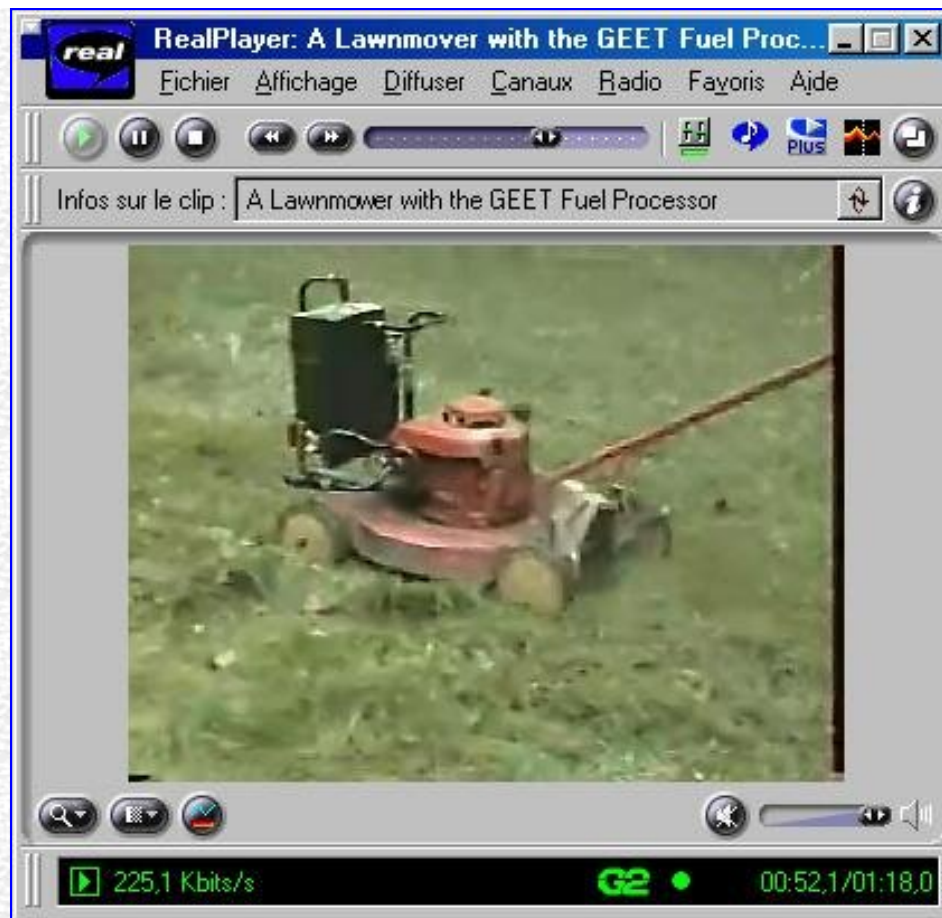 real
RealPlayer: A Lawnmover with the GEET Fuel Proc...
Fichier Affichage Diffuser Canaux Radio Favoris Aide
PLUS
Infos sur le clip : A Lawnmower with the GEET Fuel Processor
225,1 Kbits/s G2 00:52,1/01:18,0